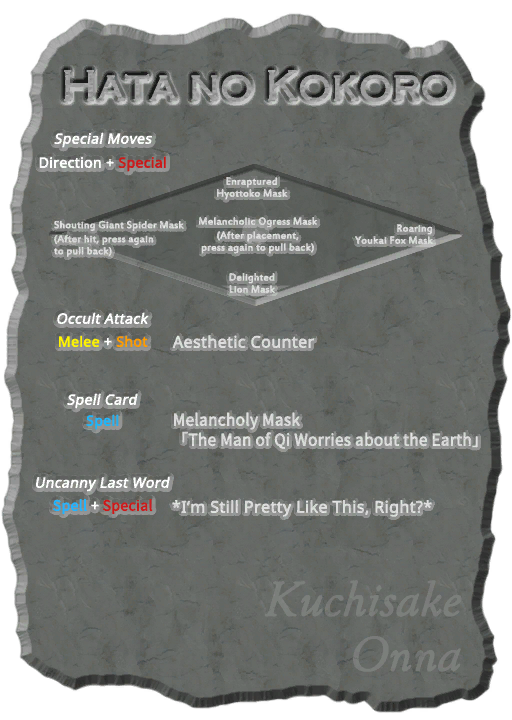 Hata no Kokoro
Special Moves
Direction + Special
Enraptured
Hyottoko Mask
Shouting Giant Spider Mask
(After hit, press again
to pull back)
Melancholic Ogress Mask
(After placement,
press again to pull back)
Roaring
Youkai Fox Mask
Delighted
Lion Mask
Occult Attack
Melee + Shot Aesthetic Counter
Spell Card
Spell Melancholy Mask
「The Man of Qi Worries about the Earth」
Uncanny Last Word
Spell + Special *I'm Still Pretty Like This, Right?*
Kuchisake
Onna